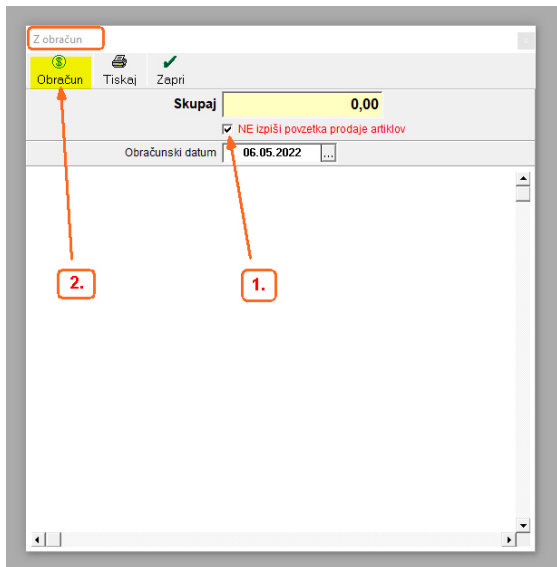 Z obračun
Obračun Tiskaj Zapri
Skupaj 0,00
NE izpiši povzetka prodaje artiklov
Obračunski datum 06.05.2022 ...
2. 1.